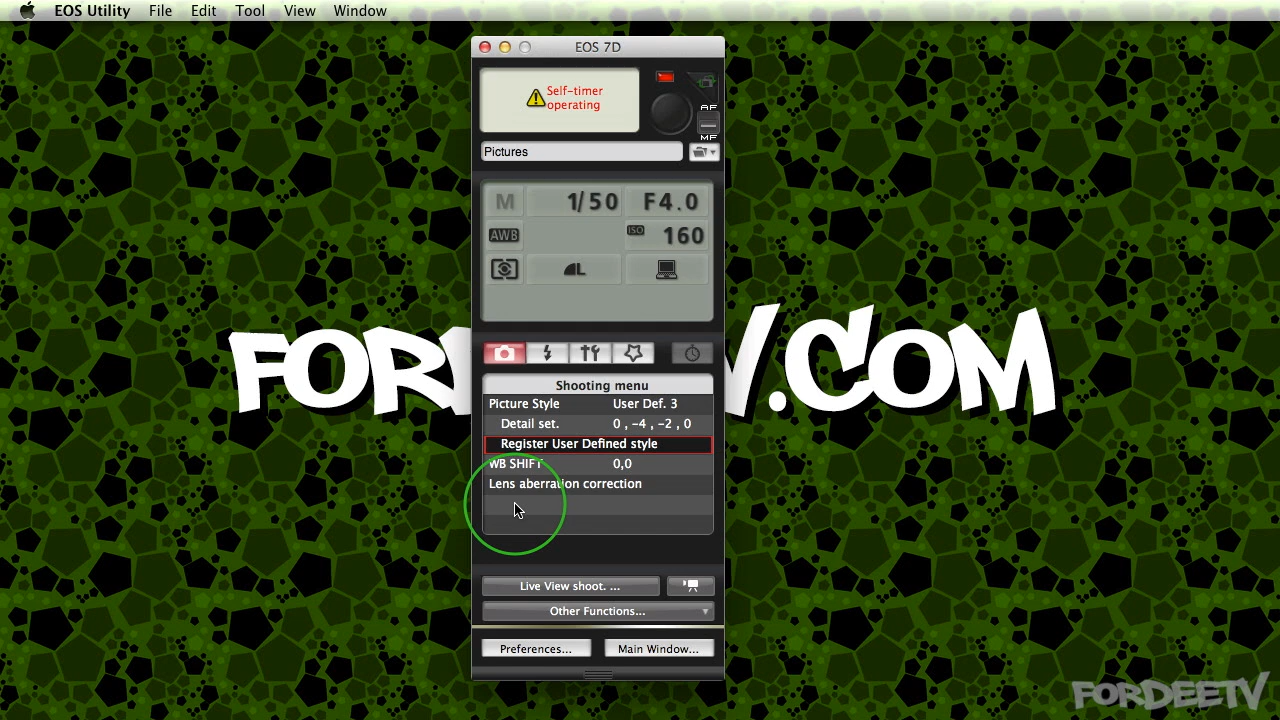 EOS Utility File Edit Tool View Window
EOS 7D
Self-timer
operating
AF
MF
Pictures
M 1/50 F4.0
AWB ISO 160
L
FORDEETV.COM
Shooting menu
Picture Style User Def. 3
Detail set. 0 , -4 , -2 , 0
Register User Defined style
WB SHIFT 0,0
Lens aberration correction
Live View shoot. ...
Other Functions...
Preferences... Main Window...
FORDEETV